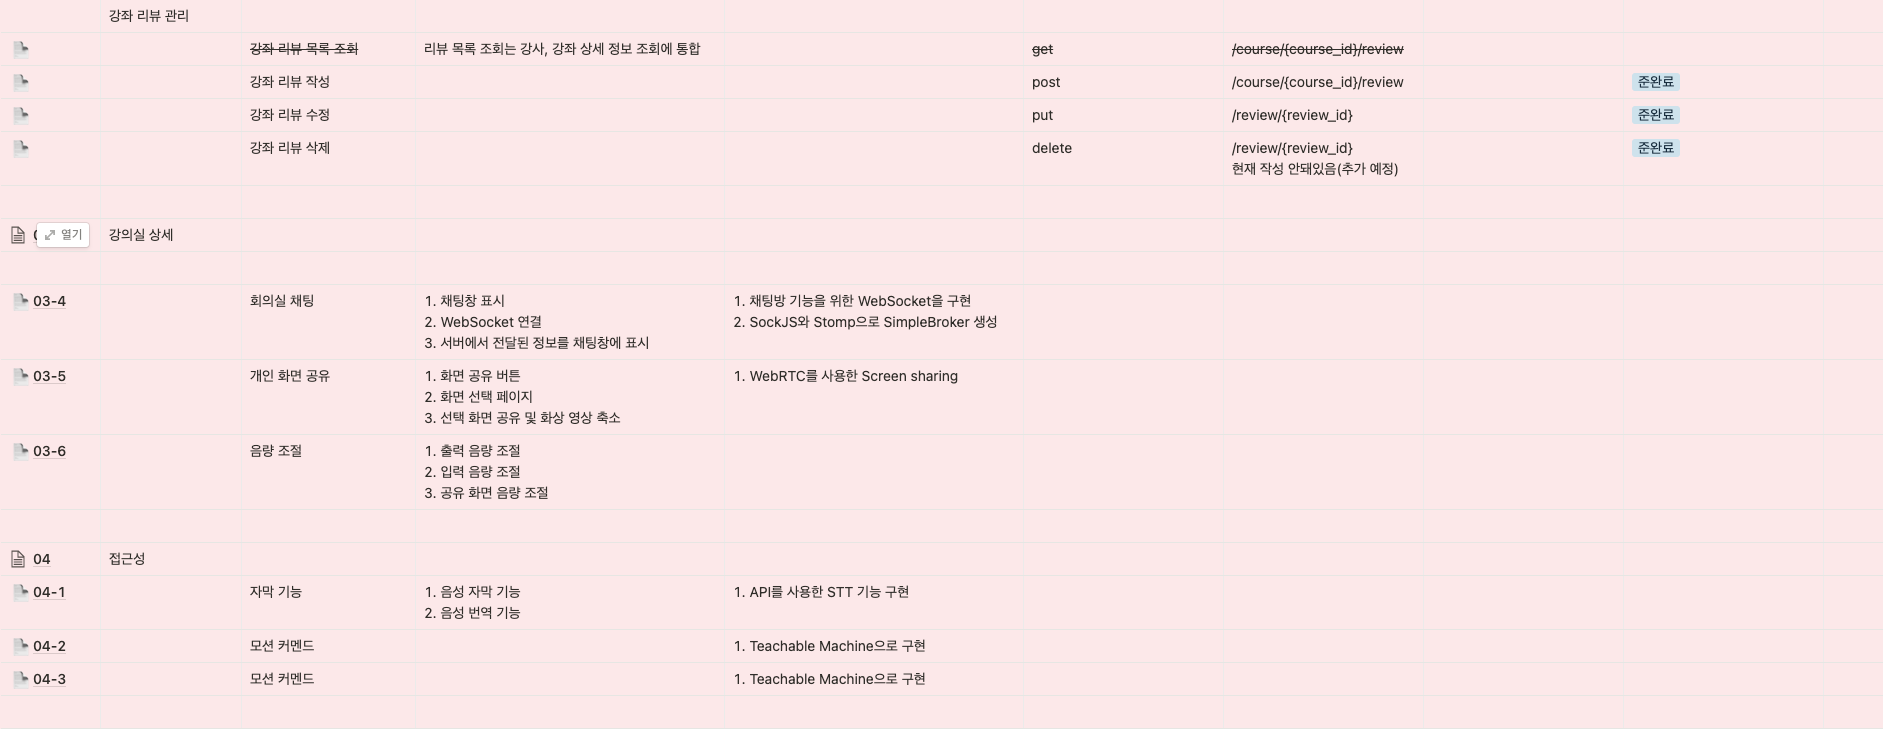 강좌 리뷰 관리
강좌 리뷰 목록 조회 리뷰 목록 조회는 강사, 강좌 상세 정보 조회에 통합 get /course/{course_id}/review
강좌 리뷰 작성 post /course/{course_id}/review 준완료
강좌 리뷰 수정 put /review/{review_id} 준완료
강좌 리뷰 삭제 delete /review/{review_id} 준완료
현재 작성 안돼있음(추가 예정)
열기 강의실 상세
03-4 회의실 채팅 1. 채팅창 표시 1. 채팅방 기능을 위한 WebSocket을 구현
2. WebSocket 연결 2. SockJS와 Stomp으로 SimpleBroker 생성
3. 서버에서 전달된 정보를 채팅창에 표시
03-5 개인 화면 공유 1. 화면 공유 버튼 1. WebRTC를 사용한 Screen sharing
2. 화면 선택 페이지
3. 선택 화면 공유 및 화상 영상 축소
03-6 음량 조절 1. 출력 음량 조절
2. 입력 음량 조절
3. 공유 화면 음량 조절
04 접근성
04-1 자막 기능 1. 음성 자막 기능 1. API를 사용한 STT 기능 구현
2. 음성 번역 기능
04-2 모션 커멘드 1. Teachable Machine으로 구현
04-3 모션 커멘드 1. Teachable Machine으로 구현